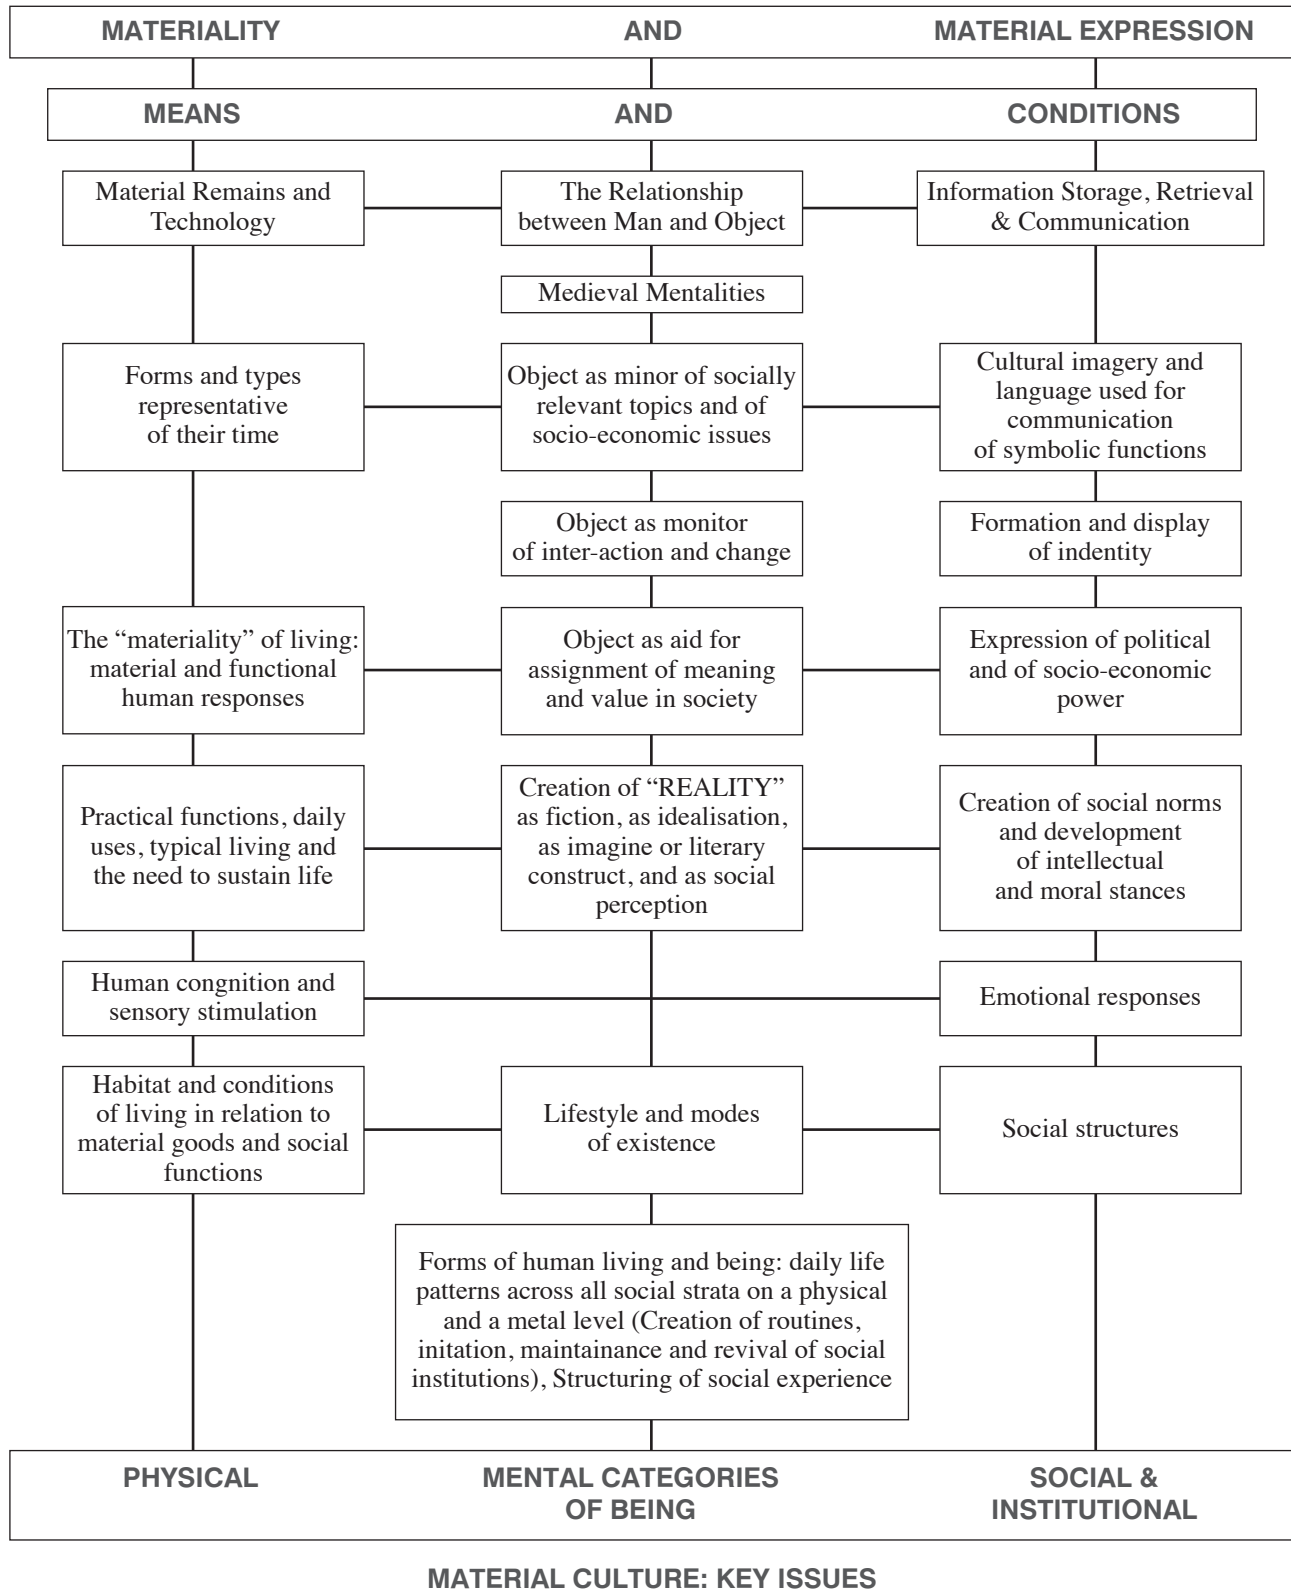 MATERIALITY AND MATERIAL EXPRESSION
MEANS AND CONDITIONS
Material Remains and
Technology
The Relationship
between Man and Object
Information Storage, Retrieval
& Communication
Medieval Mentalities
Forms and types
representative
of their time
Object as minor of socially
relevant topics and of
socio-economic issues
Cultural imagery and
language used for
communication
of symbolic functions
Object as monitor
of inter-action and change
Formation and display
of indentity
The “materiality” of living:
material and functional
human responses
Object as aid for
assignment of meaning
and value in society
Expression of political
and of socio-economic
power
Practical functions, daily
uses, typical living and
the need to sustain life
Creation of “REALITY”
as fiction, as idealisation,
as imagine or literary
construct, and as social
perception
Creation of social norms
and development
of intellectual
and moral stances
Human congnition and
sensory stimulation
Emotional responses
Habitat and conditions
of living in relation to
material goods and social
functions
Lifestyle and modes
of existence
Social structures
Forms of human living and being: daily life
patterns across all social strata on a physical
and a metal level (Creation of routines,
initation, maintainance and revival of social
institutions), Structuring of social experience
PHYSICAL
MENTAL CATEGORIES
OF BEING
SOCIAL &
INSTITUTIONAL
MATERIAL CULTURE: KEY ISSUES